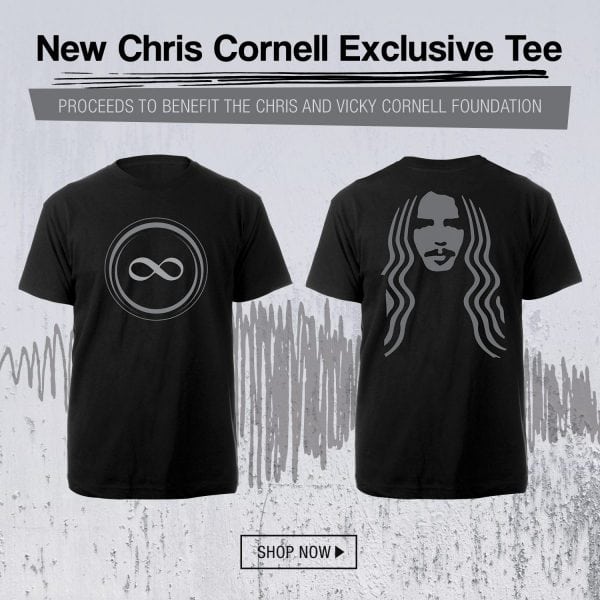 New Chris Cornell Exclusive Tee
PROCEEDS TO BENEFIT THE CHRIS AND VICKY CORNELL FOUNDATION
SHOP NOW